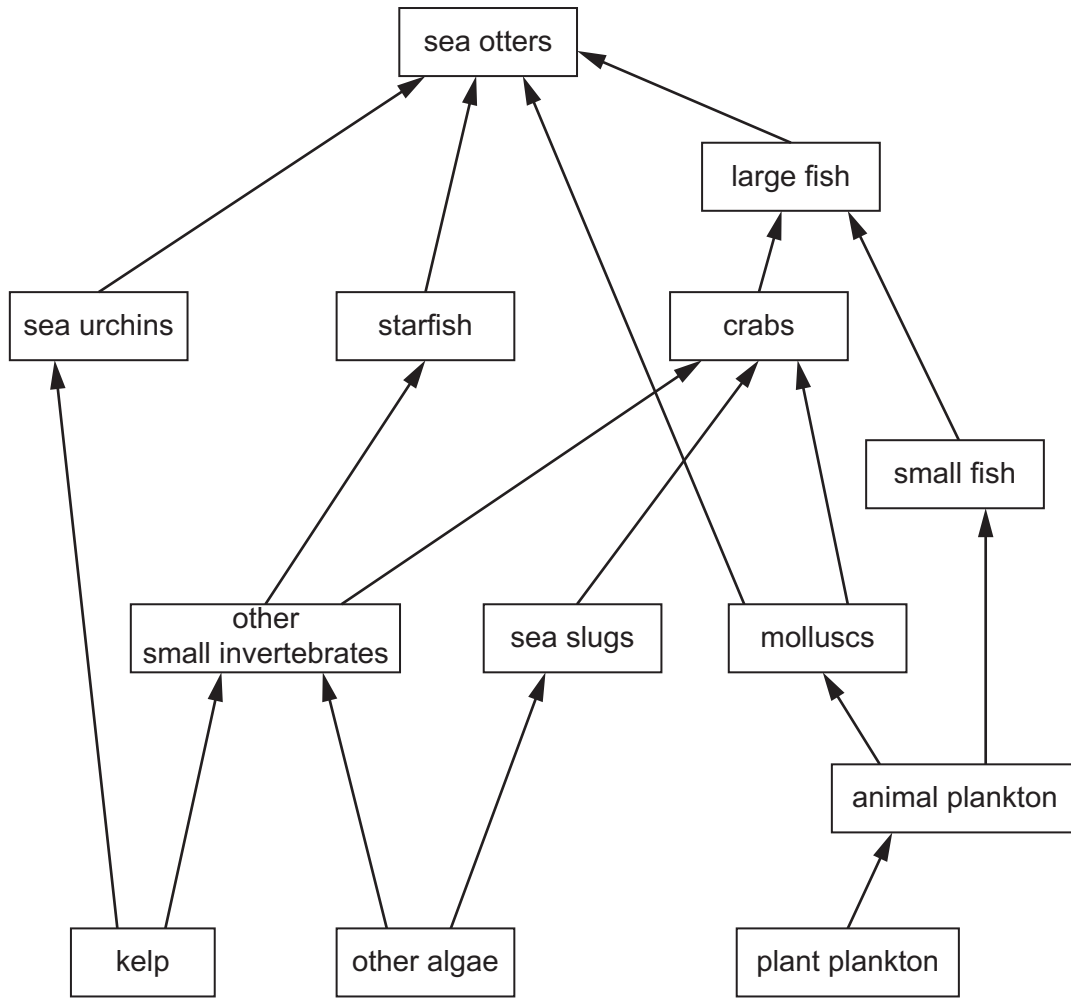 sea otters
large fish
sea urchins
starfish
crabs
small fish
other
small invertebrates
sea slugs
molluscs
animal plankton
kelp
other algae
plant plankton